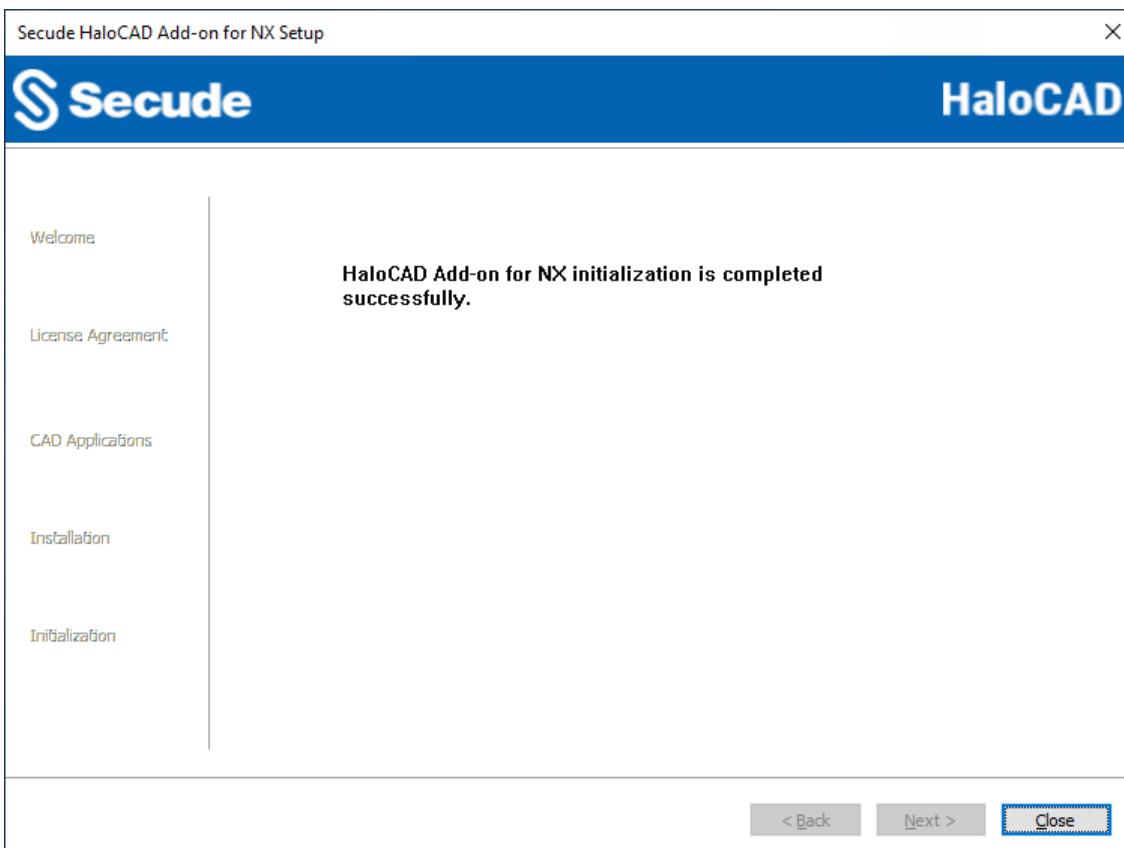 Secude HaloCAD Add-on for NX Setup
Secude
HaloCAD
Welcome
License Agreement
CAD Applications
Installation
Initialization
HaloCAD Add-on for NX initialization is completed
successfully.
< Back
Next >
Close